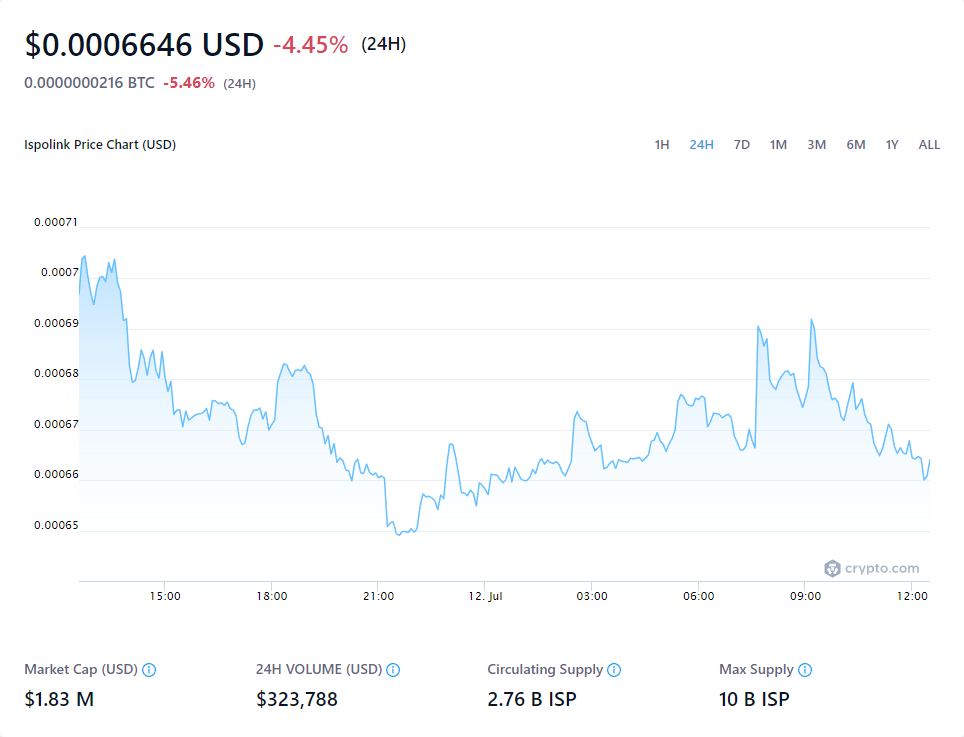 $0.0006646 USD -4.45% (24H)
0.0000000216 BTC -5.46% (24H)
Ispolink Price Chart (USD) 1H 24H 7D 1M 3M 6M 1Y ALL
0.00071
0.0007
0.00069
0.00068
0.00067
0.00066
0.00065
crypto.com
15:00 18:00 21:00 12. Jul 03:00 06:00 09:00 12:00
Market Cap (USD) 24H VOLUME (USD) Circulating Supply Max Supply
$1.83 M $323,788 2.76 B ISP 10 B ISP